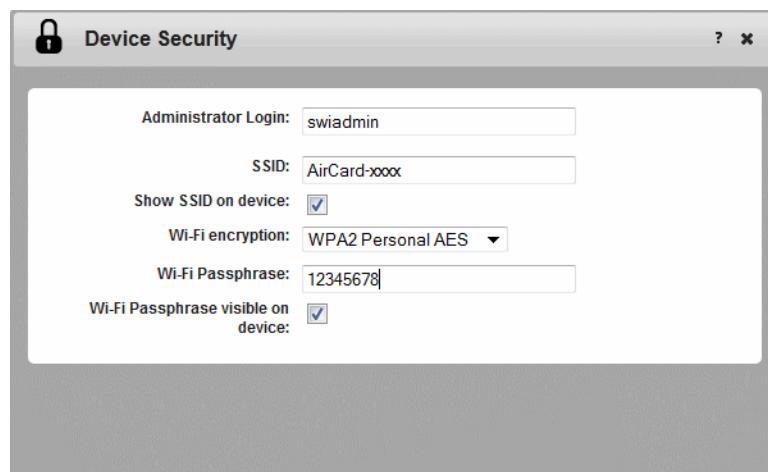 Device Security ? ✖
Administrator Login: swiadmin
SSID: AirCard-xxxx
Show SSID on device:
Wi-Fi encryption: WPA2 Personal AES
Wi-Fi Passphrase: 12345678
Wi-Fi Passphrase visible on
device: